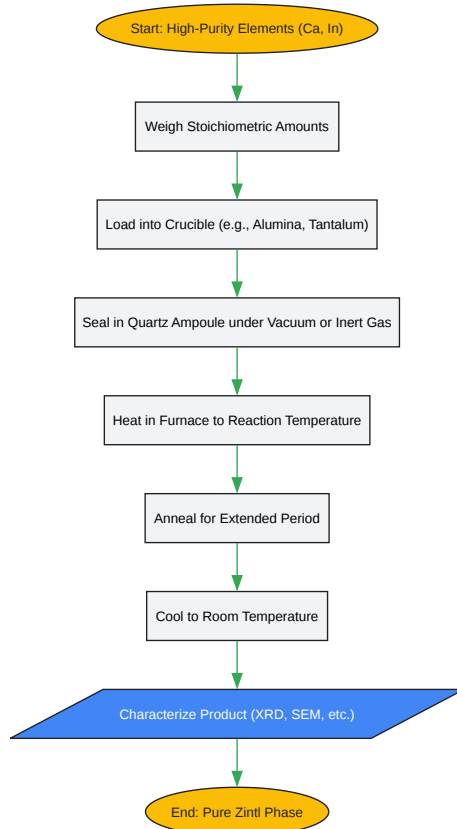 Start: High-Purity Elements (Ca, In)
Weigh Stoichiometric Amounts
Load into Crucible (e.g., Alumina, Tantalum)
Seal in Quartz Ampoule under Vacuum or Inert Gas
Heat in Furnace to Reaction Temperature
Anneal for Extended Period
Cool to Room Temperature
Characterize Product (XRD, SEM, etc.)
End: Pure Zintl Phase